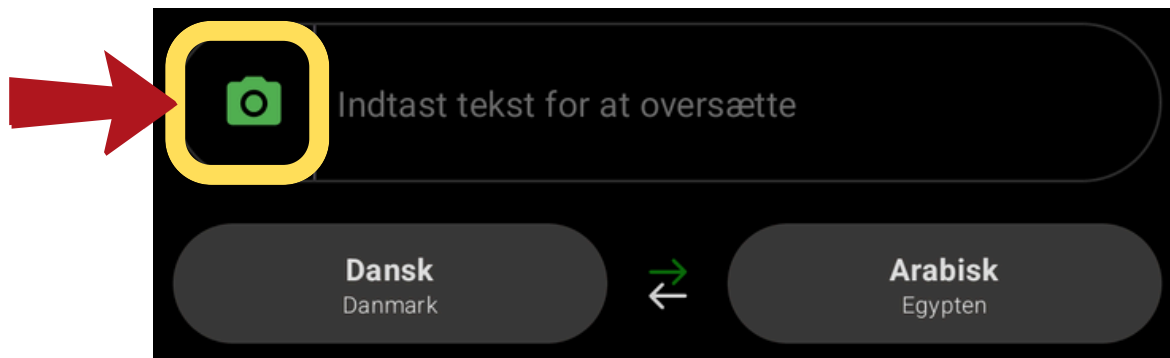 Indtast tekst for at oversætte
Dansk
Danmark
Arabisk
Egypten